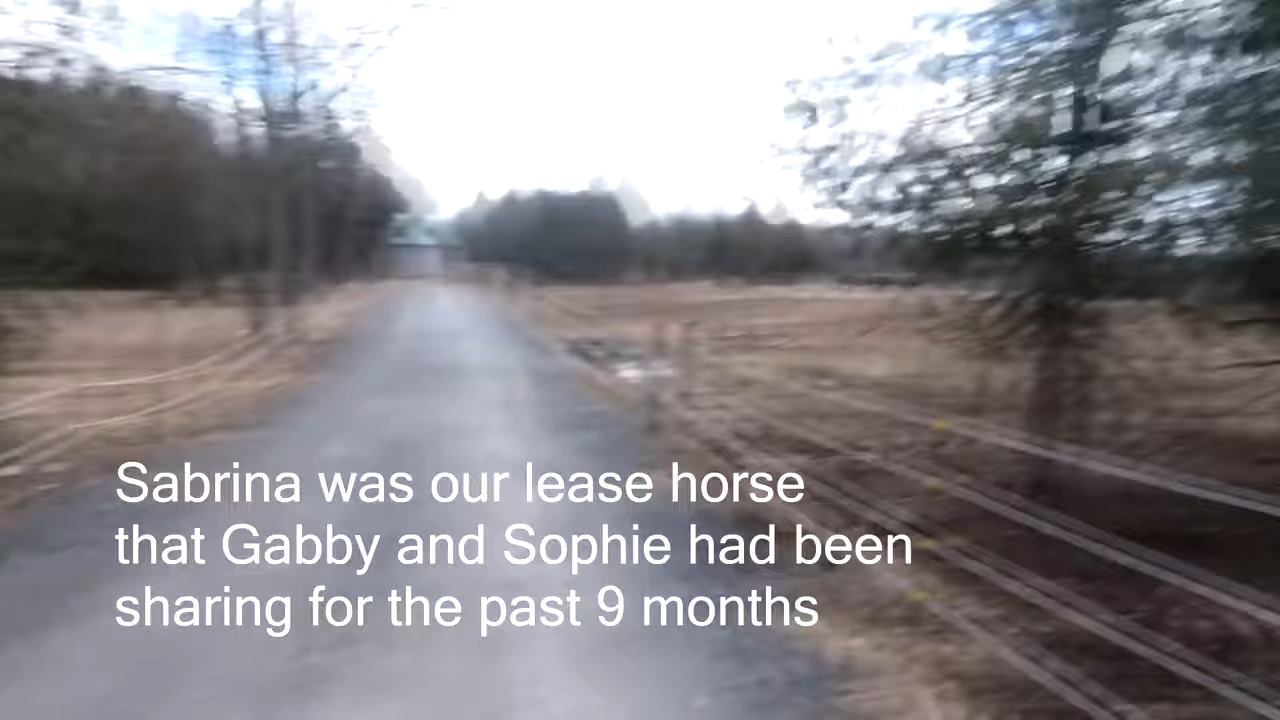 Sabrina was our lease horse
that Gabby and Sophie had been
sharing for the past 9 months